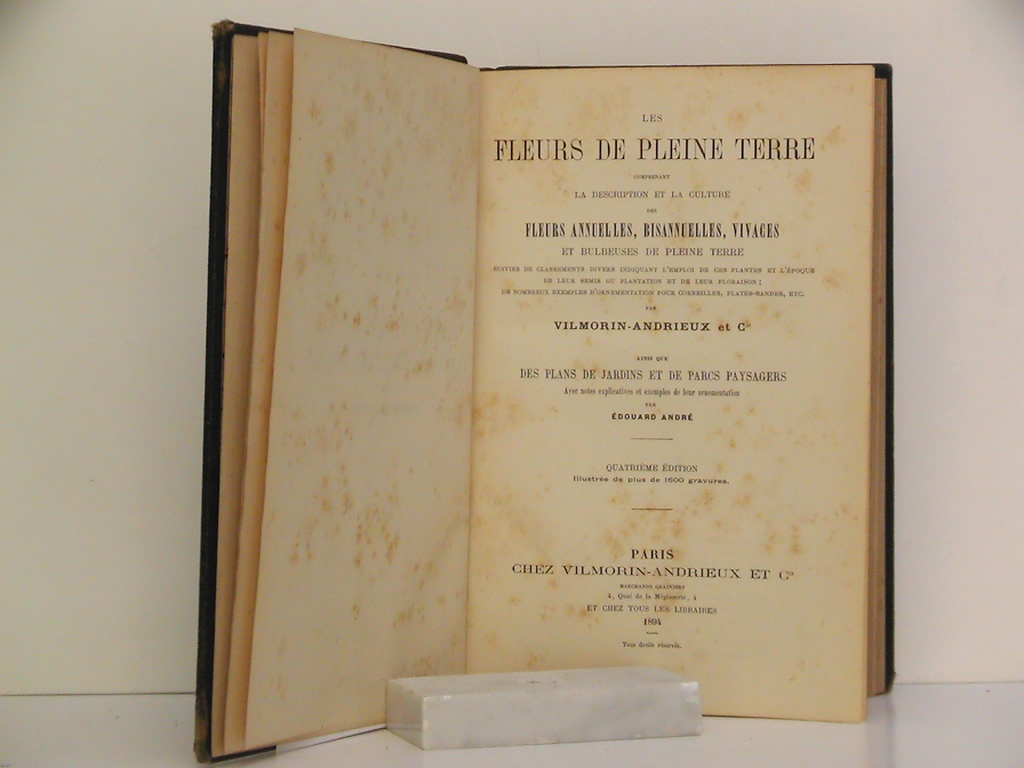 LES
FLEURS DE PLEINE TERRE
COMPRENANT
LA DESCRIPTION ET LA CULTURE
DES
FLEURS ANNUELLES, BISANNUELLES, VIVACES
ET BULBEUSES DE PLEINE TERRE
SUIVIES DE CLASSEMENTS DIVERS INDIQUANT L'EMPLOI DE CES PLANTES ET L'ÉPOQUE
DE LEUR SEMIS OU PLANTATION ET DE LEUR FLORAISON ;
DE NOMBREUX EXEMPLES D'ORNEMENTATION POUR CORBEILLES, PLATES-BANDES, ETC.
PAR
VILMORIN-ANDRIEUX et Cie
AINSI QUE
DES PLANS DE JARDINS ET DE PARCS PAYSAGERS
Avec notes explicatives et exemples de leur ornementation
PAR
ÉDOUARD ANDRÉ
QUATRIÈME ÉDITION
Illustrée de plus de 1600 gravures.
PARIS
CHEZ VILMORIN-ANDRIEUX ET Cie
MARCHANDS GRAINIERS
4, Quai de la Mégisserie, 4
ET CHEZ TOUS LES LIBRAIRES
1894
Tous droits réservés.